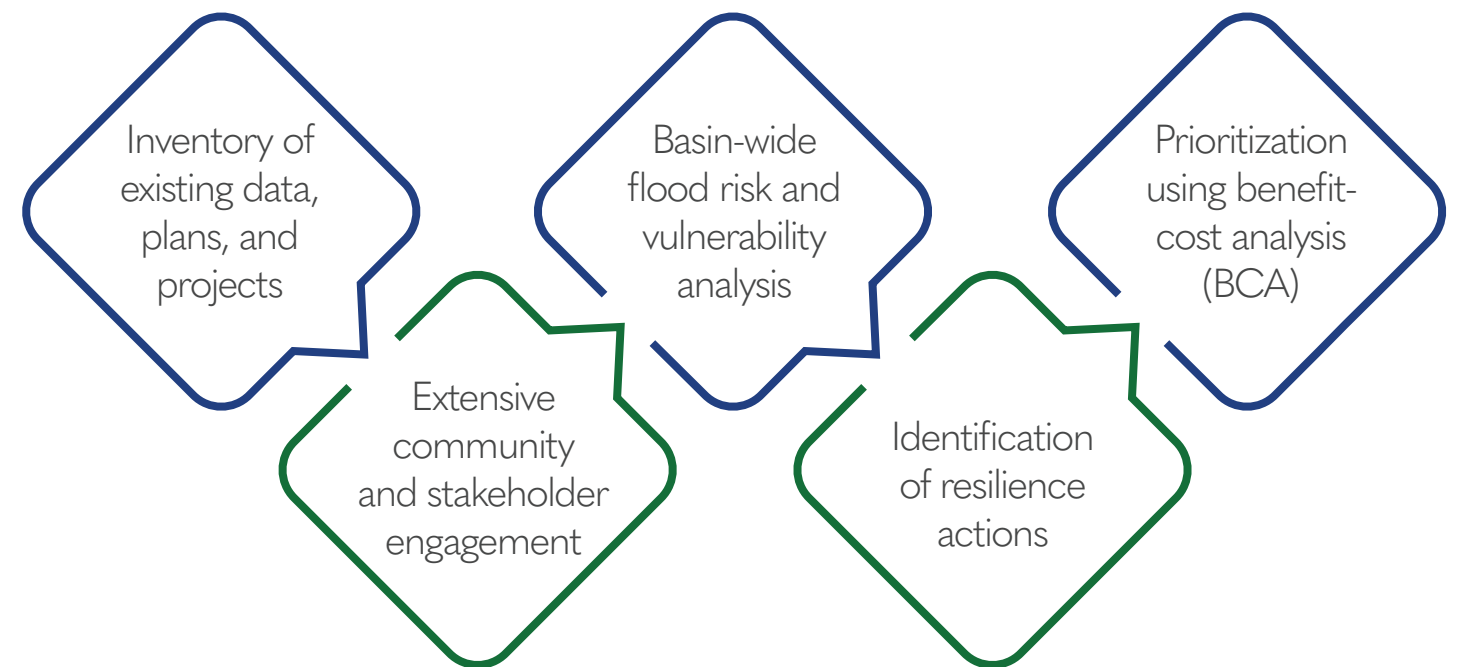 Inventory of
existing data,
plans, and
projects
Extensive
community
and stakeholder
engagement
Basin-wide
flood risk and
vulnerability
analysis
Identification
of resilience
actions
Prioritization
using benefit-
cost analysis
(BCA)